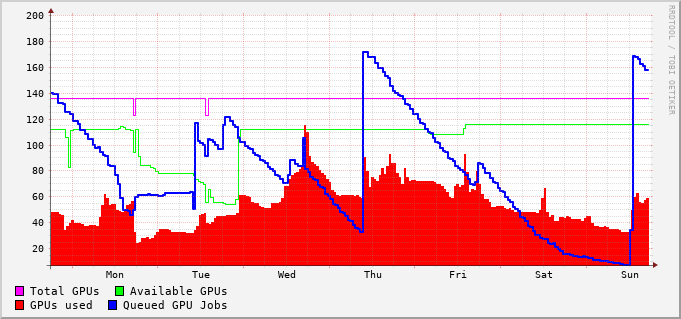 200
180
160
140
120
100
80
60
40
20
Mon Tue Wed Thu Fri Sat Sun
Total GPUs Available GPUs
GPUs used Queued GPU Jobs
RRDTOOL / TOBI OETIKER